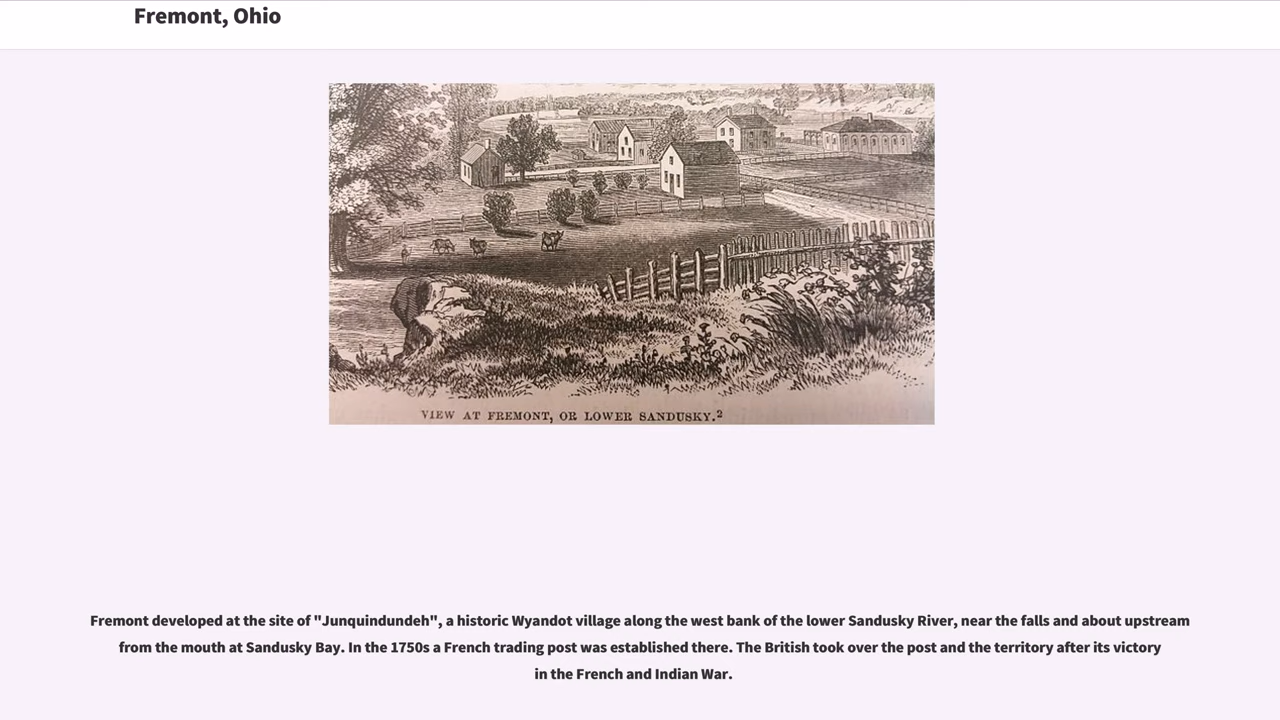 Fremont, Ohio
VIEW AT FREMONT, OR LOWER SANDUSKY.2
Fremont developed at the site of "Junquindundeh", a historic Wyandot village along the west bank of the lower Sandusky River, near the falls and about upstream
from the mouth at Sandusky Bay. In the 1750s a French trading post was established there. The British took over the post and the territory after its victory
in the French and Indian War.